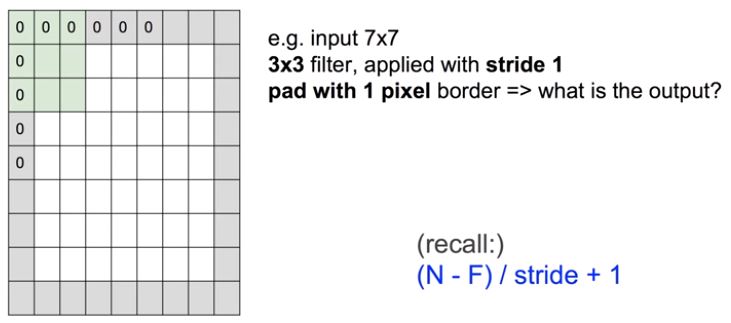 0 0 0 0 0 0
0
0
0
0
e.g. input 7x7
3x3 filter, applied with stride 1
pad with 1 pixel border => what is the output?
(recall:)
(N - F) / stride + 1